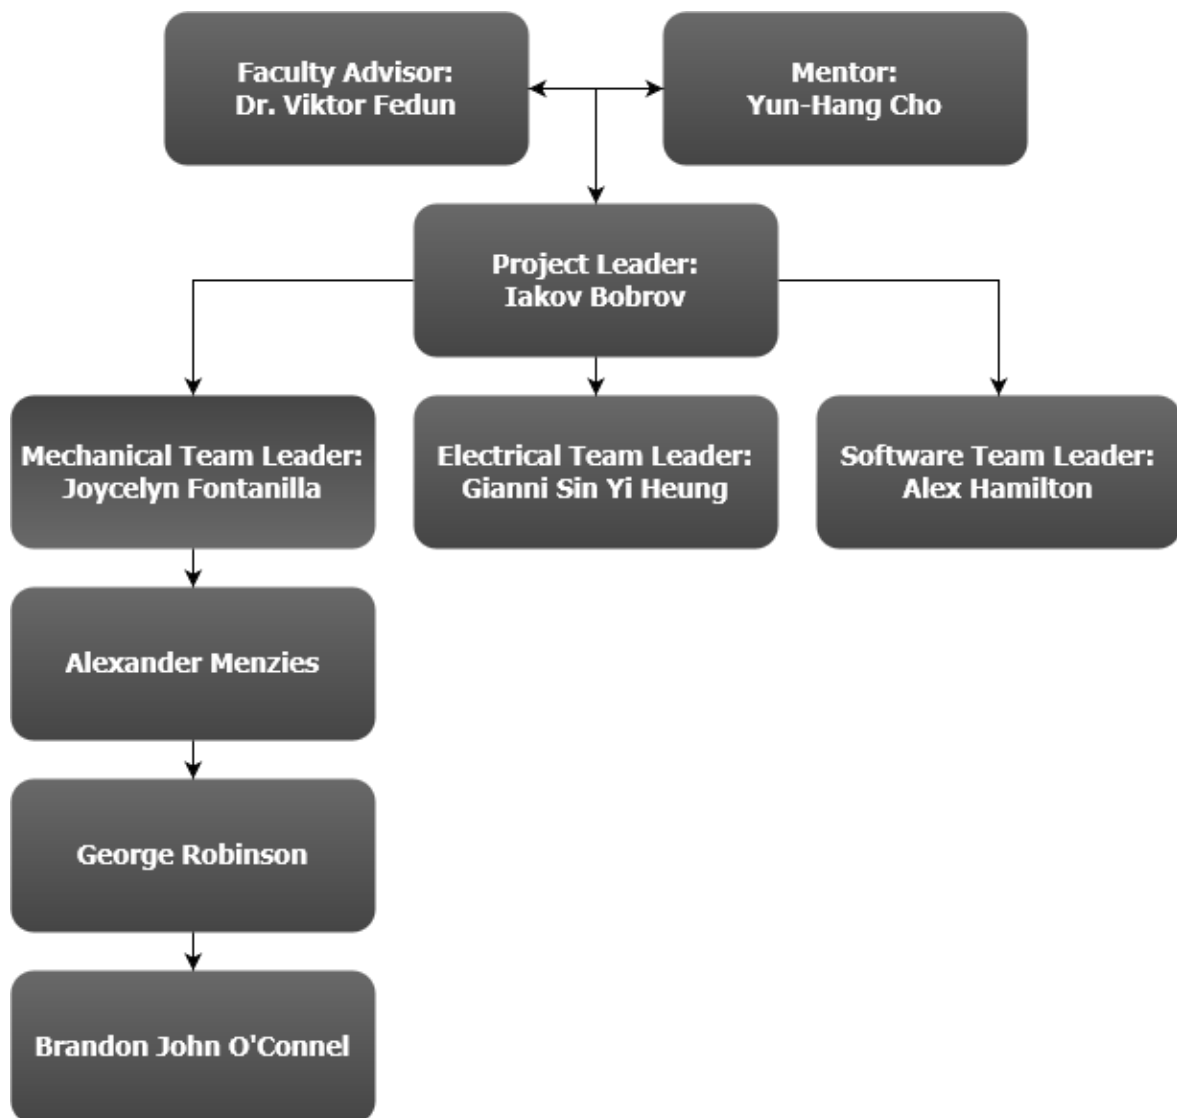 Faculty Advisor:
Dr. Viktor Fedun
Mentor:
Yun-Hang Cho
Project Leader:
Iakov Bobrov
Mechanical Team Leader:
Joycelyn Fontanilla
Electrical Team Leader:
Gianni Sin Yi Heung
Software Team Leader:
Alex Hamilton
Alexander Menzies
George Robinson
Brandon John O'Connel